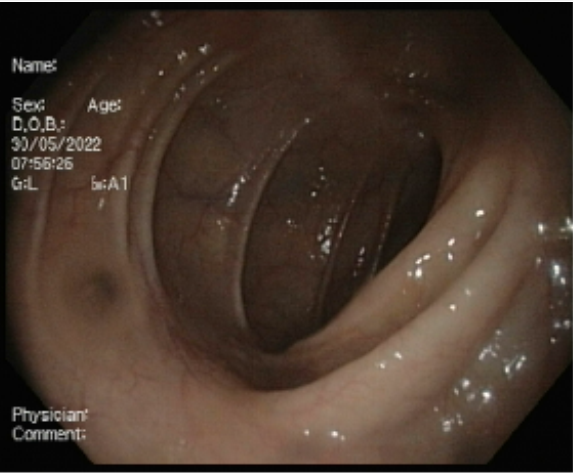 Name:
Sex: Age:
D.O.B.:
30/05/2022
07:56:26
G:L E:A1
Physician:
Comment: